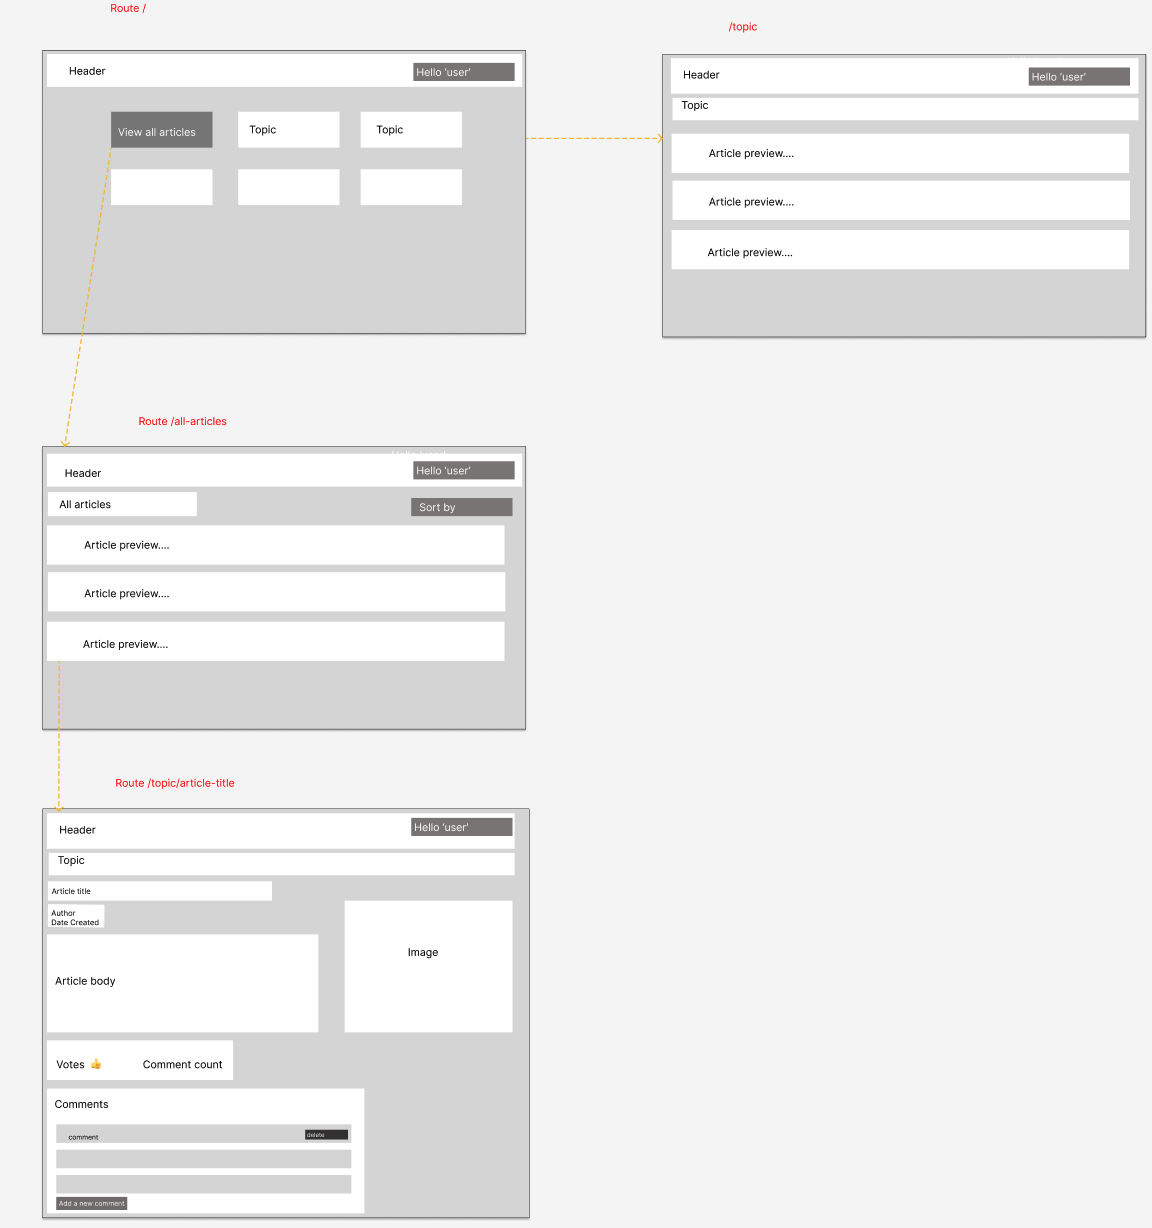 Route /
/topic
Header
Hello 'user'
View all articles
Topic
Topic
Header
Hello 'user'
Topic
Article preview....
Article preview....
Article preview....
Route /all-articles
Header
Hello 'user'
All articles
Sort by
Article preview....
Article preview....
Article preview....
Route /topic/article-title
Header
Hello 'user'
Topic
Article title
Author
Date Created
Image
Article body
Votes 👍
Comment count
Comments
comment
delete
Add a new comment